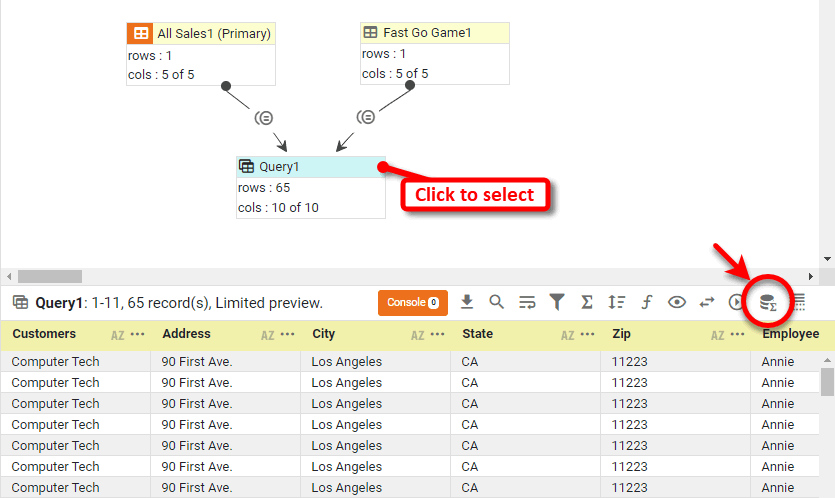 All Sales1 (Primary)
rows : 1
cols : 5 of 5
Fast Go Game1
rows : 1
cols : 5 of 5
Query1
rows : 65
cols : 10 of 10
Click to select
Query1: 1-11, 65 record(s), Limited preview.
Console 0
Customers AZ ••• Address AZ ••• City AZ ••• State AZ ••• Zip AZ ••• Employee
Computer Tech 90 First Ave. Los Angeles CA 11223 Annie
Computer Tech 90 First Ave. Los Angeles CA 11223 Annie
Computer Tech 90 First Ave. Los Angeles CA 11223 Annie
Computer Tech 90 First Ave. Los Angeles CA 11223 Annie
Computer Tech 90 First Ave. Los Angeles CA 11223 Annie
Computer Tech 90 First Ave. Los Angeles CA 11223 Annie
Computer Tech 90 First Ave. Los Angeles CA 11223 Annie